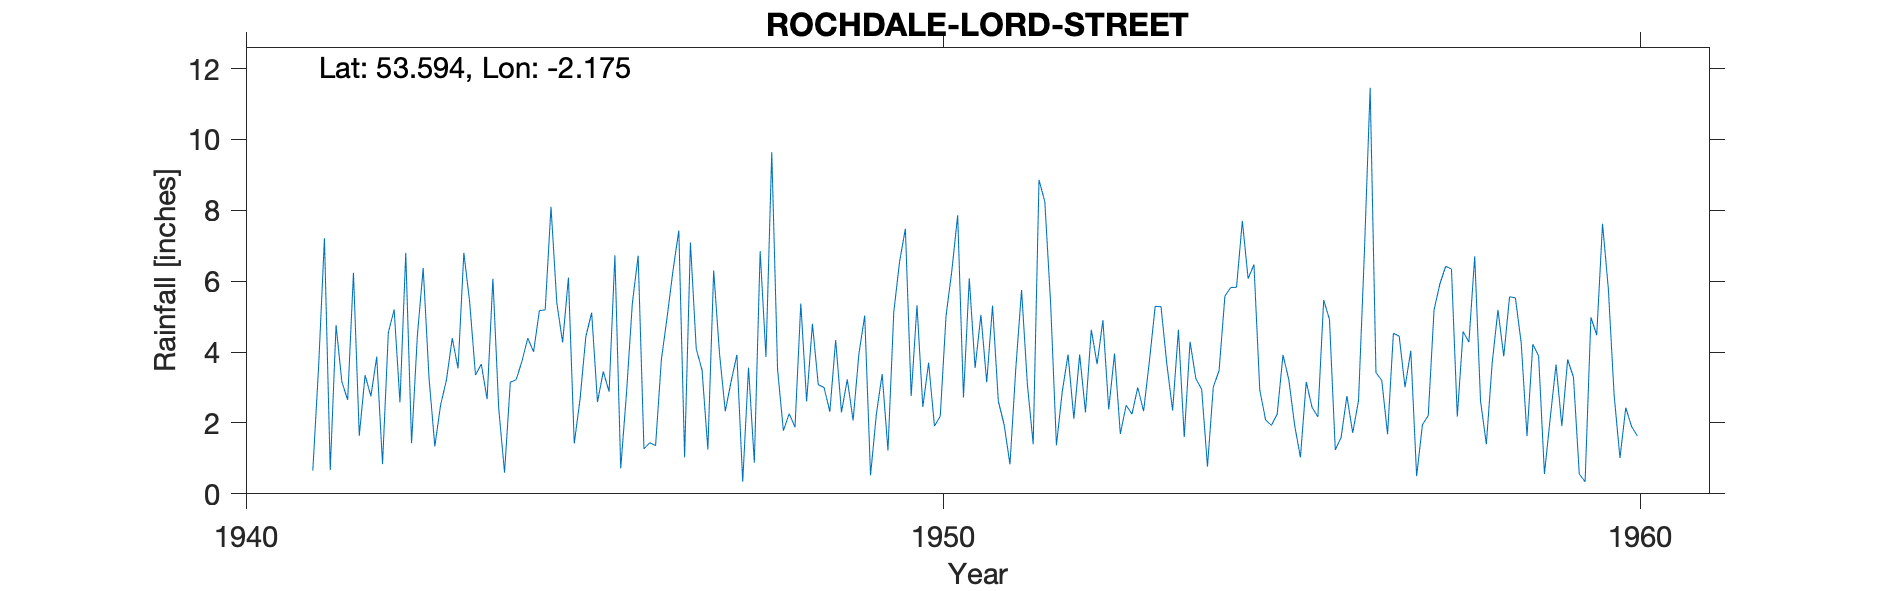 ROCHDALE-LORD-STREET
Lat: 53.594, Lon: -2.175
12
10
8
6
4
2
0
Rainfall [inches]
1940
1950
1960
Year